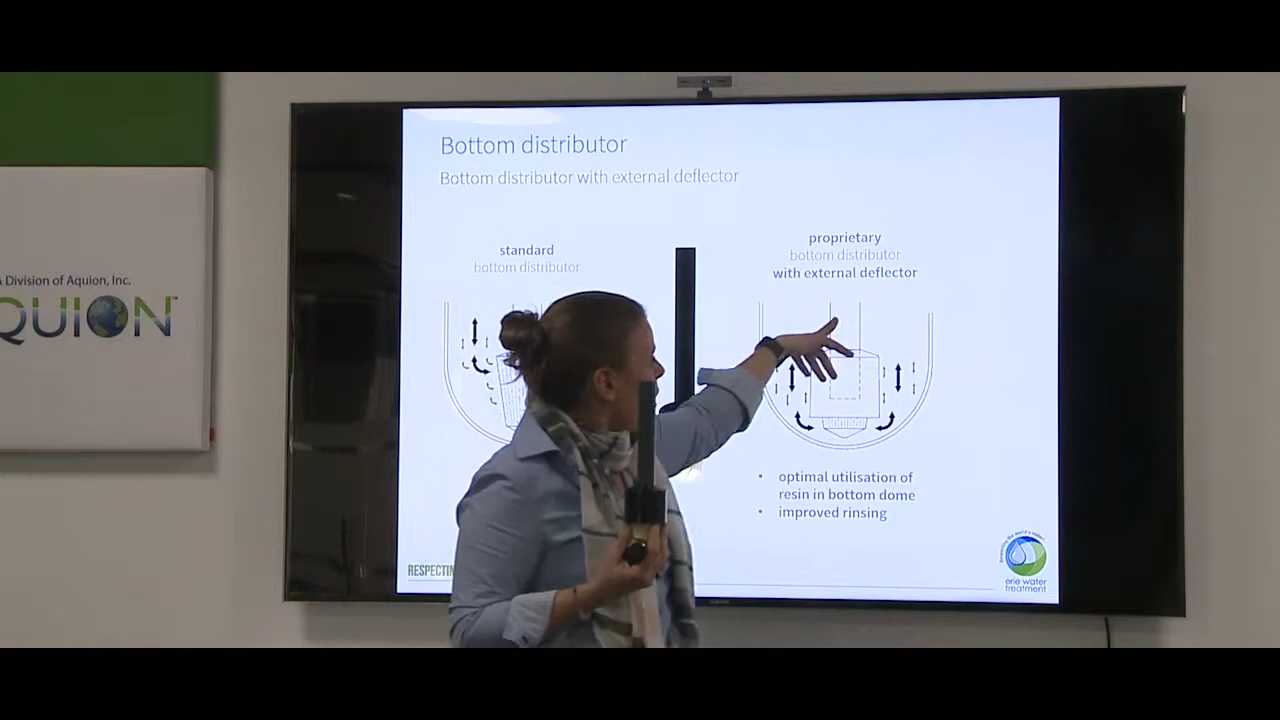 A Division of Aquion, Inc.
QUION
Bottom distributor
Bottom distributor with external deflector
standard
bottom distributor
proprietary
bottom distributor
with external deflector
• optimal utilisation of
resin in bottom dome
• improved rinsing
RESPECTIN
erie water
treatment